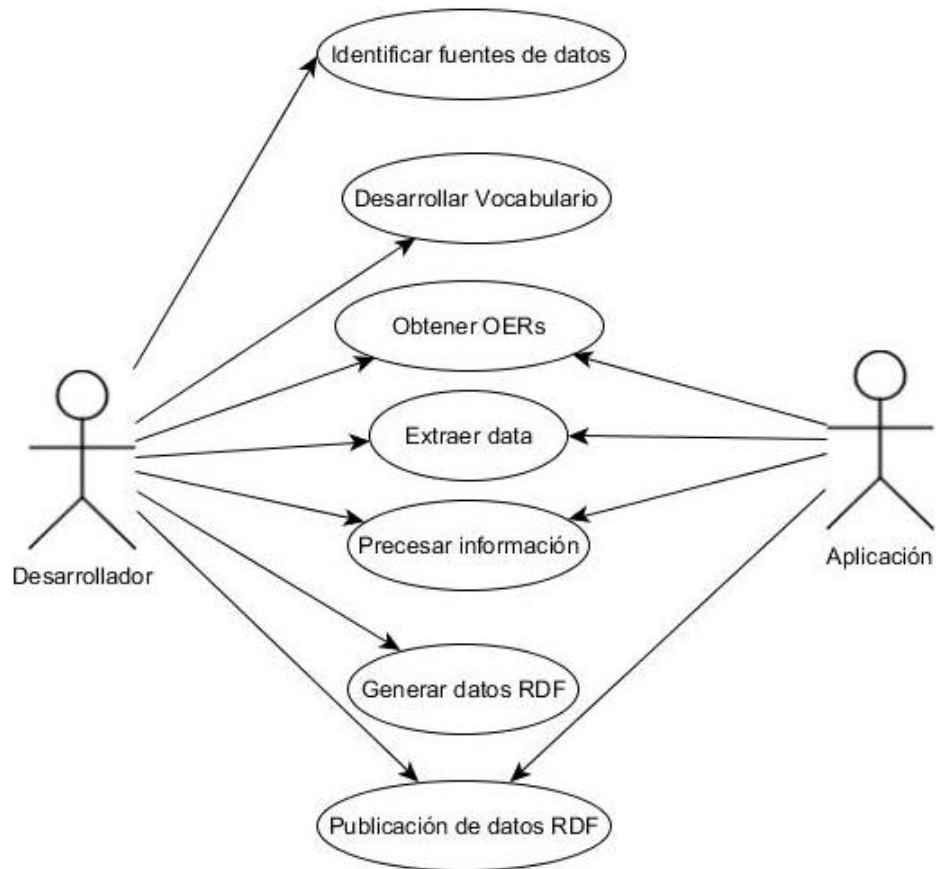 Identificar fuentes de datos
Desarrollar Vocabulario
Obtener OERs
Extraer data
Precesar información
Desarrollador
Aplicación
Generar datos RDF
Publicación de datos RDF